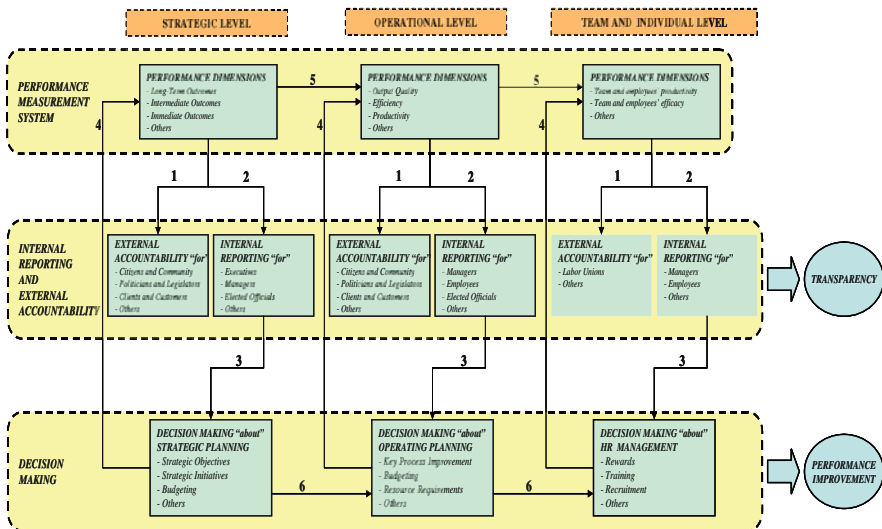 STRATEGIC LEVEL
OPERATIONAL LEVEL
TEAM AND INDIVIDUAL LEVEL
PERFORMANCE
MEASUREMENT
SYSTEM
PERFORMANCE DIMENSIONS
- Long-Term Outcomes
- Intermediate Outcomes
- Immediate Outcomes
- Others
5
PERFORMANCE DIMENSIONS
- Output Quality
- Efficiency
- Productivity
- Others
5
PERFORMANCE DIMENSIONS
- Team and employees' productivity
- Team and employees' efficacy
- Others
4
4
4
1
2
1
2
1
2
INTERNAL
REPORTING
AND
EXTERNAL
ACCOUNTABILITY
EXTERNAL
ACCOUNTABILITY “for”
- Citizens and Community
- Politicians and Legislators
- Clients and Customers
- Others
INTERNAL
REPORTING “for”
- Executives
- Managers
- Elected Officials
- Others
EXTERNAL
ACCOUNTABILITY “for”
- Citizens and Community
- Politicians and Legislators
- Clients and Customers
- Others
INTERNAL
REPORTING “for”
- Managers
- Employees
- Elected Officials
- Others
EXTERNAL
ACCOUNTABILITY “for”
- Labor Unions
- Others
INTERNAL
REPORTING “for”
- Managers
- Employees
- Others
TRANSPARENCY
3
3
3
DECISION
MAKING
DECISION MAKING “about”
STRATEGIC PLANNING
- Strategic Objectives
- Strategic Initiatives
- Budgeting
- Others
6
DECISION MAKING “about”
OPERATING PLANNING
- Key Process Improvement
- Budgeting
- Resource Requirements
- Others
6
DECISION MAKING “about”
HR MANAGEMENT
- Rewards
- Training
- Recruitment
- Others
PERFORMANCE
IMPROVEMENT